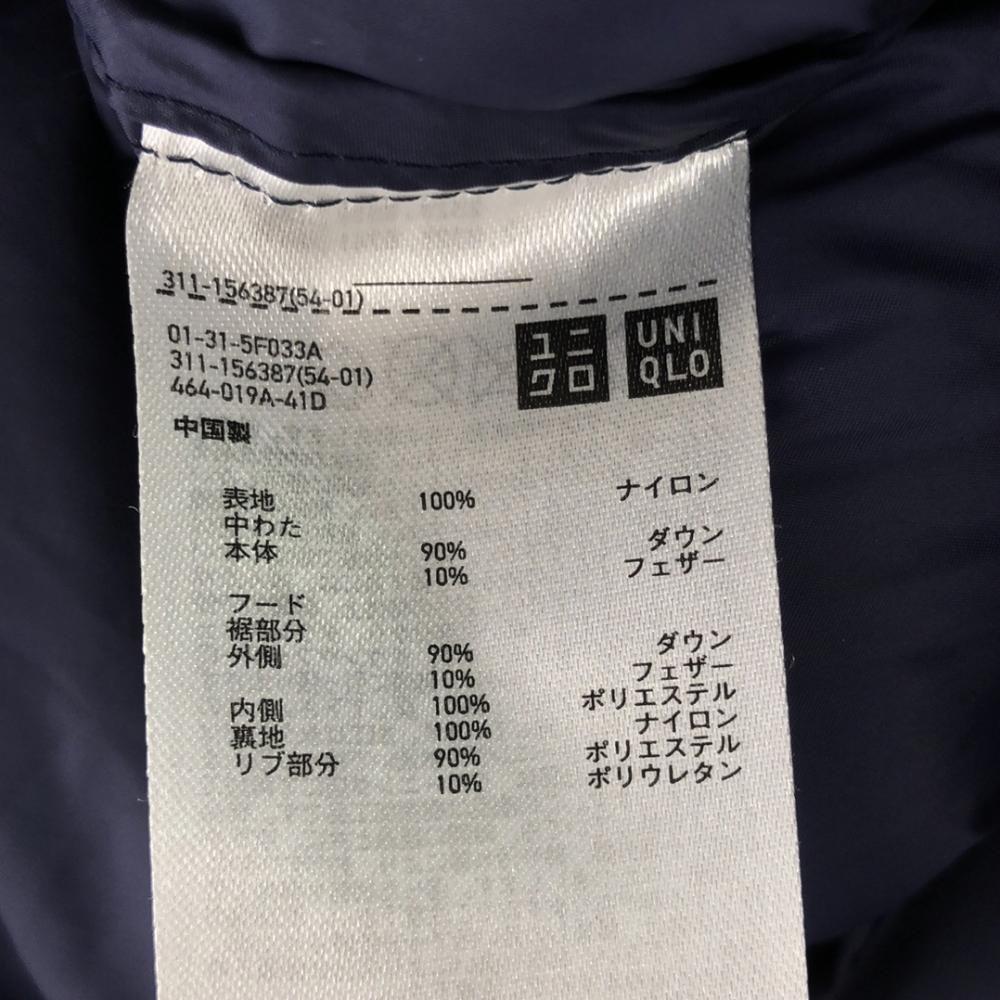 311-156387(54-01)
01-31-5F033A
311-156387(54-01)
464-019A-41D
ユニクロ
UNIQLO
中国製
表地 100% ナイロン
中わた
本体 90% ダウン
10% フェザー
フード
裾部分
外側 90% ダウン
10% フェザー
内側 100% ポリエステル
裏地 100% ナイロン
リブ部分 90% ポリエステル
10% ポリウレタン